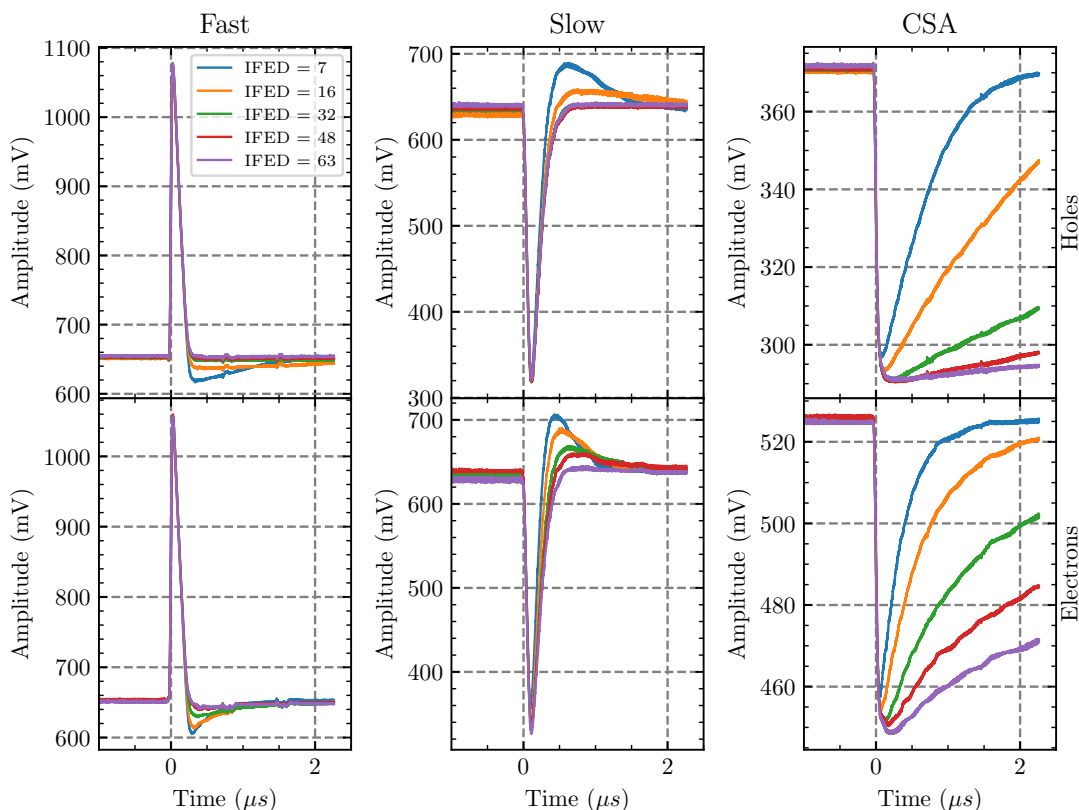 Fast
Slow
CSA
1100
1000
900
800
700
600
Amplitude (mV)
IFED = 7
IFED = 16
IFED = 32
IFED = 48
IFED = 63
700
600
500
400
300
Amplitude (mV)
360
340
320
300
Amplitude (mV)
Holes
1000
900
800
700
600
Amplitude (mV)
700
600
500
400
Amplitude (mV)
520
500
480
460
Amplitude (mV)
Electrons
0 2
0 2
0 2
Time (μs)
Time (μs)
Time (μs)